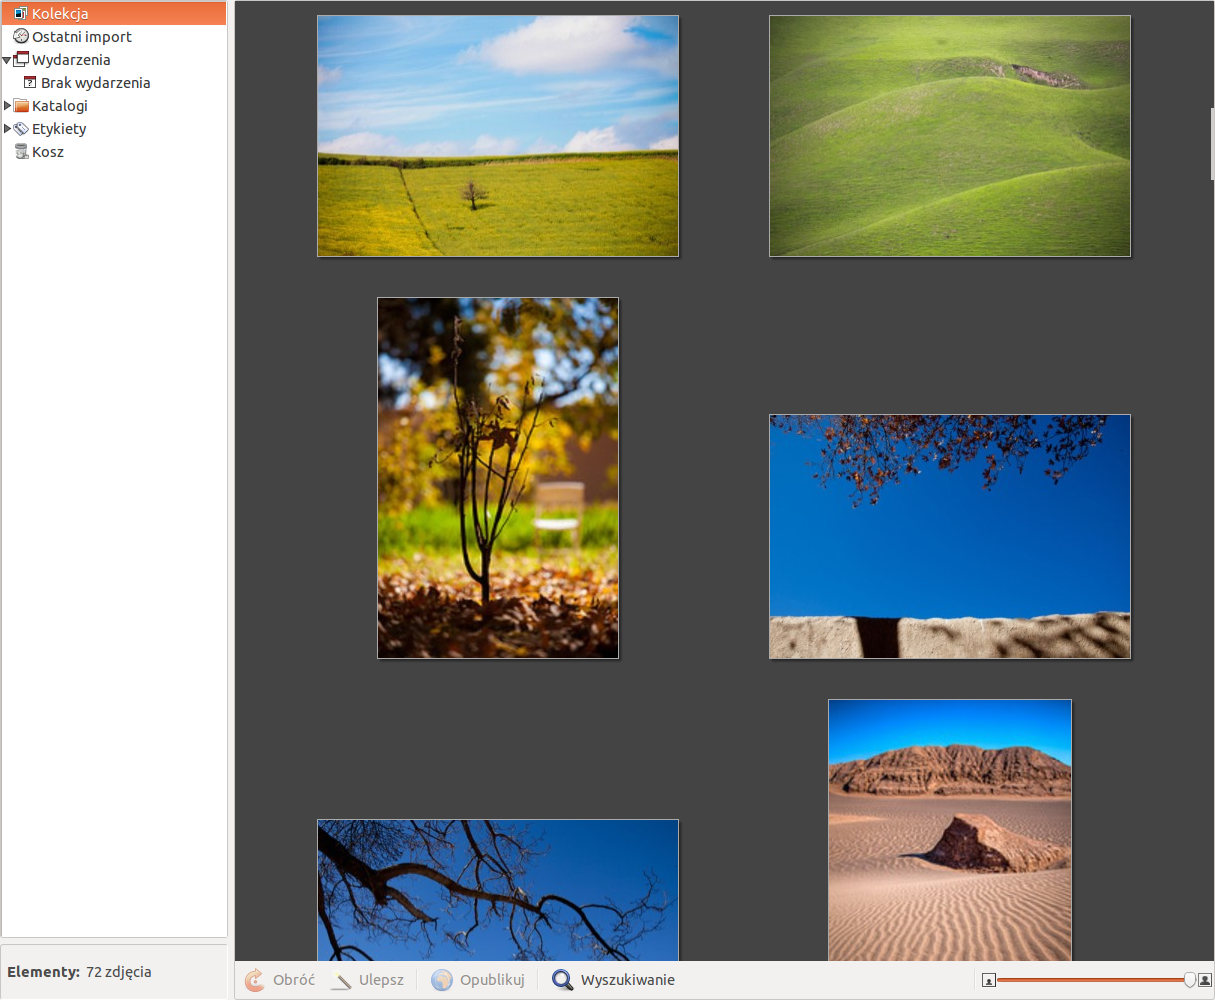 Kolekcja
Ostatni import
Wydarzenia
Brak wydarzenia
Katalogi
Etykiety
Kosz
Elementy: 72 zdjęcia
Obróć Ulepsz Opublikuj Wyszukiwanie